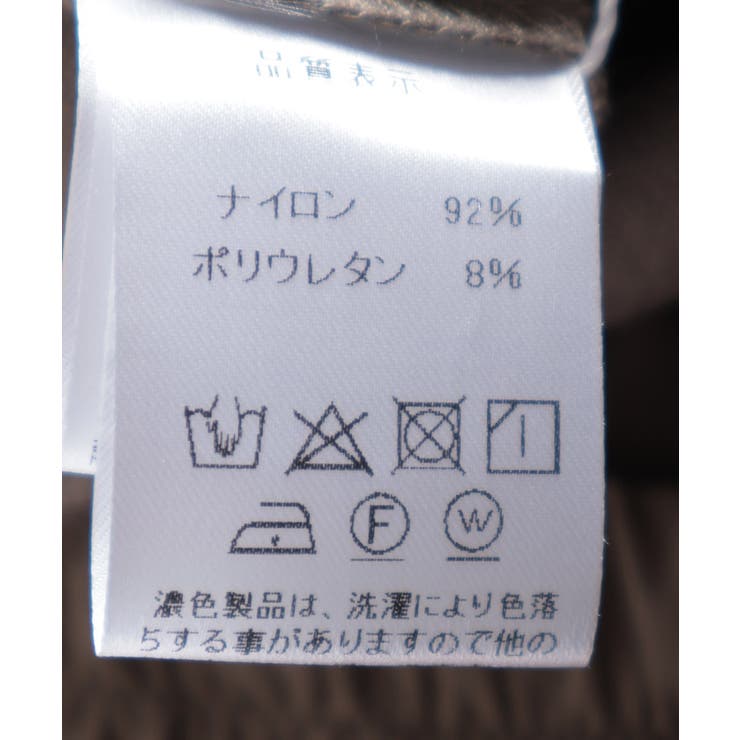 品質表示
ナイロン 92%
ポリウレタン 8%
F W
濃色製品は、洗濯により色落
ちする事がありますので他の